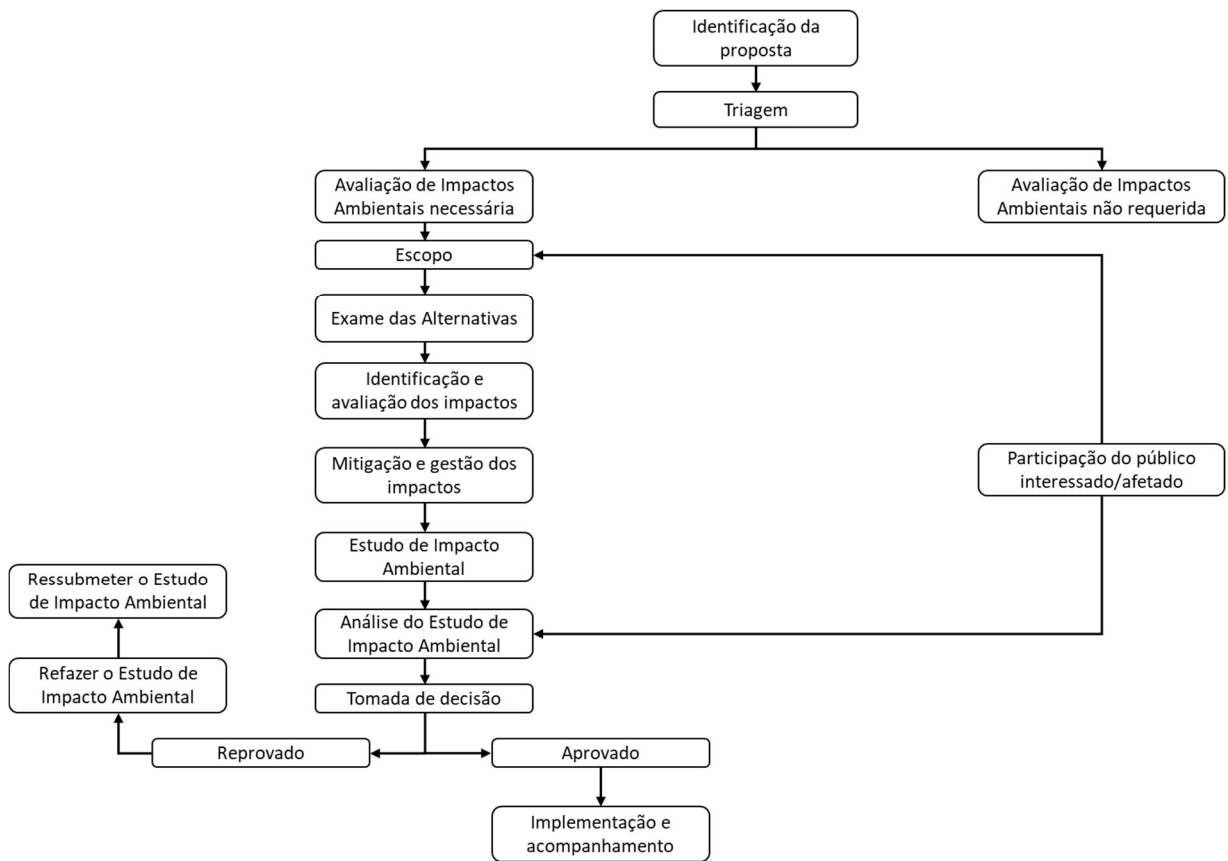 Identificação da
proposta
Triagem
Avaliação de Impactos
Ambientais necessária
Avaliação de Impactos
Ambientais não requerida
Escopo
Exame das Alternativas
Identificação e
avaliação dos impactos
Mitigação e gestão dos
impactos
Participação do público
interessado/afetado
Estudo de Impacto
Ambiental
Análise do Estudo de
Impacto Ambiental
Tomada de decisão
Reprovado
Aprovado
Refazer o Estudo de
Impacto Ambiental
Ressubmeter o Estudo
de Impacto Ambiental
Implementação e
acompanhamento